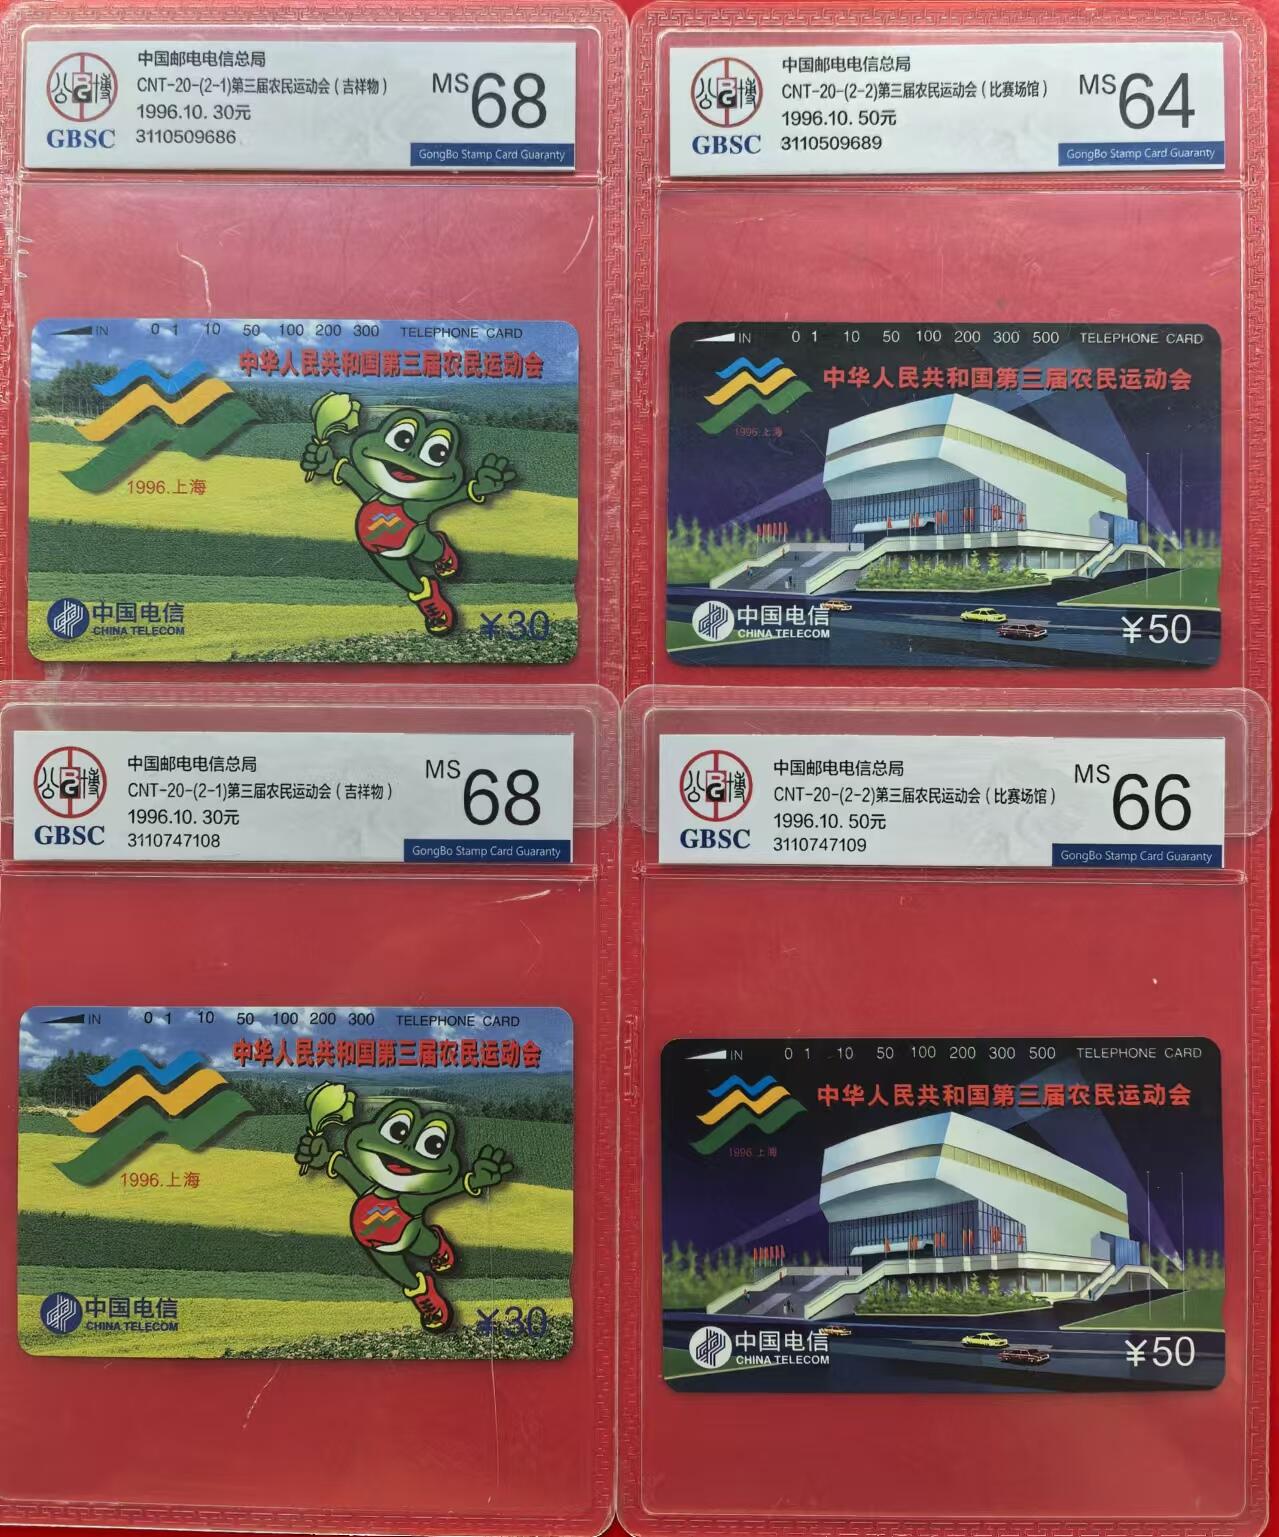 公博
BG
GBSC
中国邮电电信总局
CNT-20-(2-1)第三届农民运动会(吉祥物)
1996.10. 30元
3110509686
MS 68
GongBo Stamp Card Guaranty
IN 0 1 10 50 100 200 300 TELEPHONE CARD
中华人民共和国第三届农民运动会
1996.上海
中国电信
CHINA TELECOM
¥30
公博
BG
GBSC
中国邮电电信总局
CNT-20-(2-2)第三届农民运动会(比赛场馆)
1996.10. 50元
3110509689
MS 64
GongBo Stamp Card Guaranty
IN 0 1 10 50 100 200 300 500 TELEPHONE CARD
中华人民共和国第三届农民运动会
1996.上海
中国电信
CHINA TELECOM
¥50
公博
BG
GBSC
中国邮电电信总局
CNT-20-(2-1)第三届农民运动会(吉祥物)
1996.10. 30元
3110747108
MS 68
GongBo Stamp Card Guaranty
IN 0 1 10 50 100 200 300 TELEPHONE CARD
中华人民共和国第三届农民运动会
1996.上海
中国电信
CHINA TELECOM
¥30
公博
BG
GBSC
中国邮电电信总局
CNT-20-(2-2)第三届农民运动会(比赛场馆)
1996.10. 50元
3110747109
MS 66
GongBo Stamp Card Guaranty
IN 0 1 10 50 100 200 300 500 TELEPHONE CARD
中华人民共和国第三届农民运动会
1996.上海
中国电信
CHINA TELECOM
¥50